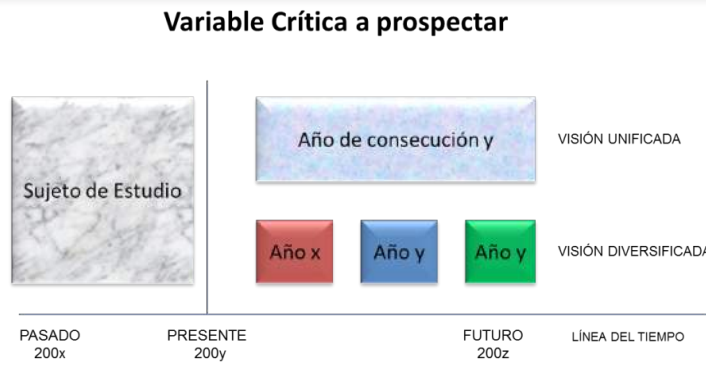 Variable Crítica a prospectar
Sujeto de Estudio
Año de consecución y
VISIÓN UNIFICADA
Año x
Año y
Año y
VISIÓN DIVERSIFICADA
PASADO
200x
PRESENTE
200y
FUTURO
200z
LÍNEA DEL TIEMPO